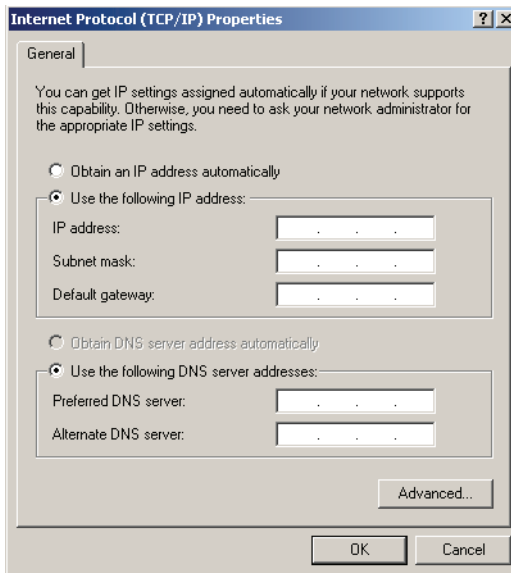 Internet Protocol (TCP/IP) Properties
General
You can get IP settings assigned automatically if your network supports
this capability. Otherwise, you need to ask your network administrator for
the appropriate IP settings.
Obtain an IP address automatically
Use the following IP address:
IP address:
Subnet mask:
Default gateway:
Obtain DNS server address automatically
Use the following DNS server addresses:
Preferred DNS server:
Alternate DNS server:
Advanced...
OK Cancel